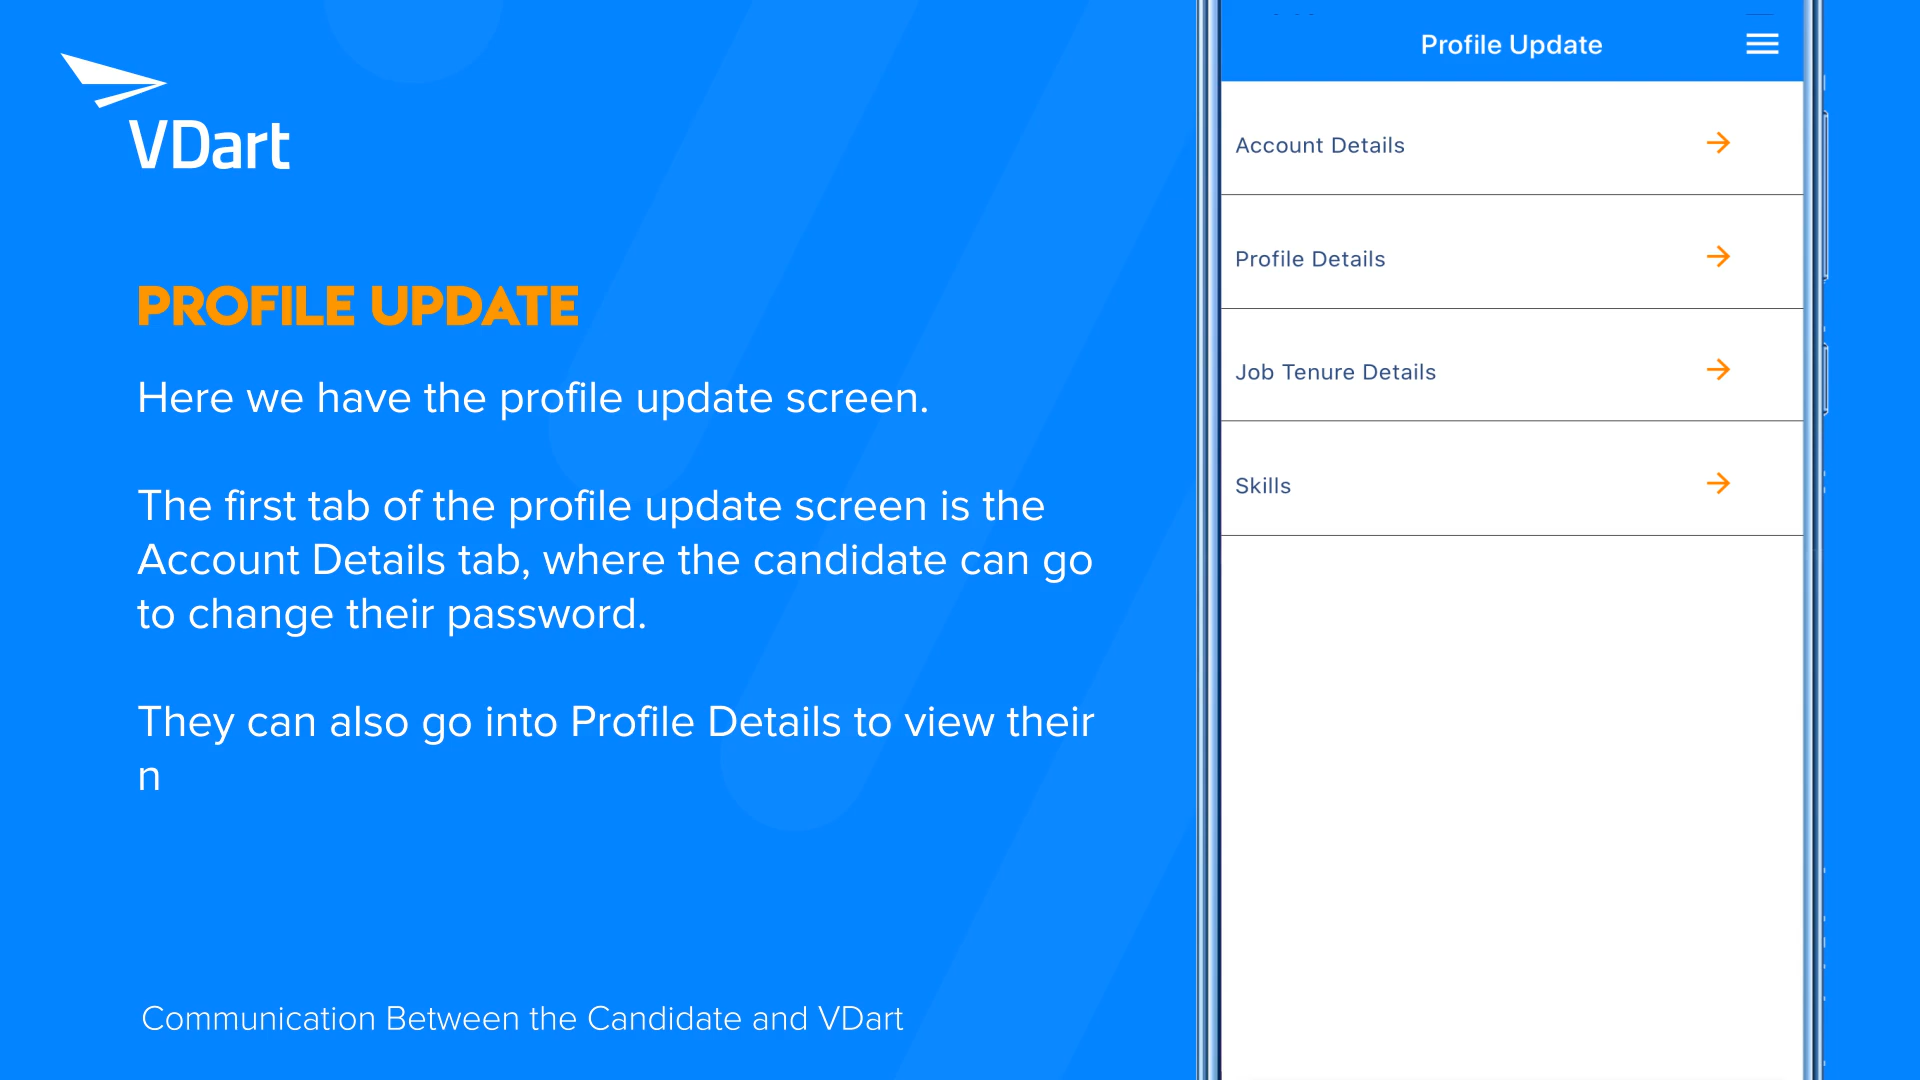 VDart
PROFILE UPDATE
Here we have the profile update screen.
The first tab of the profile update screen is the
Account Details tab, where the candidate can go
to change their password.
They can also go into Profile Details to view their
n
Communication Between the Candidate and VDart
Profile Update
Account Details
Profile Details
Job Tenure Details
Skills